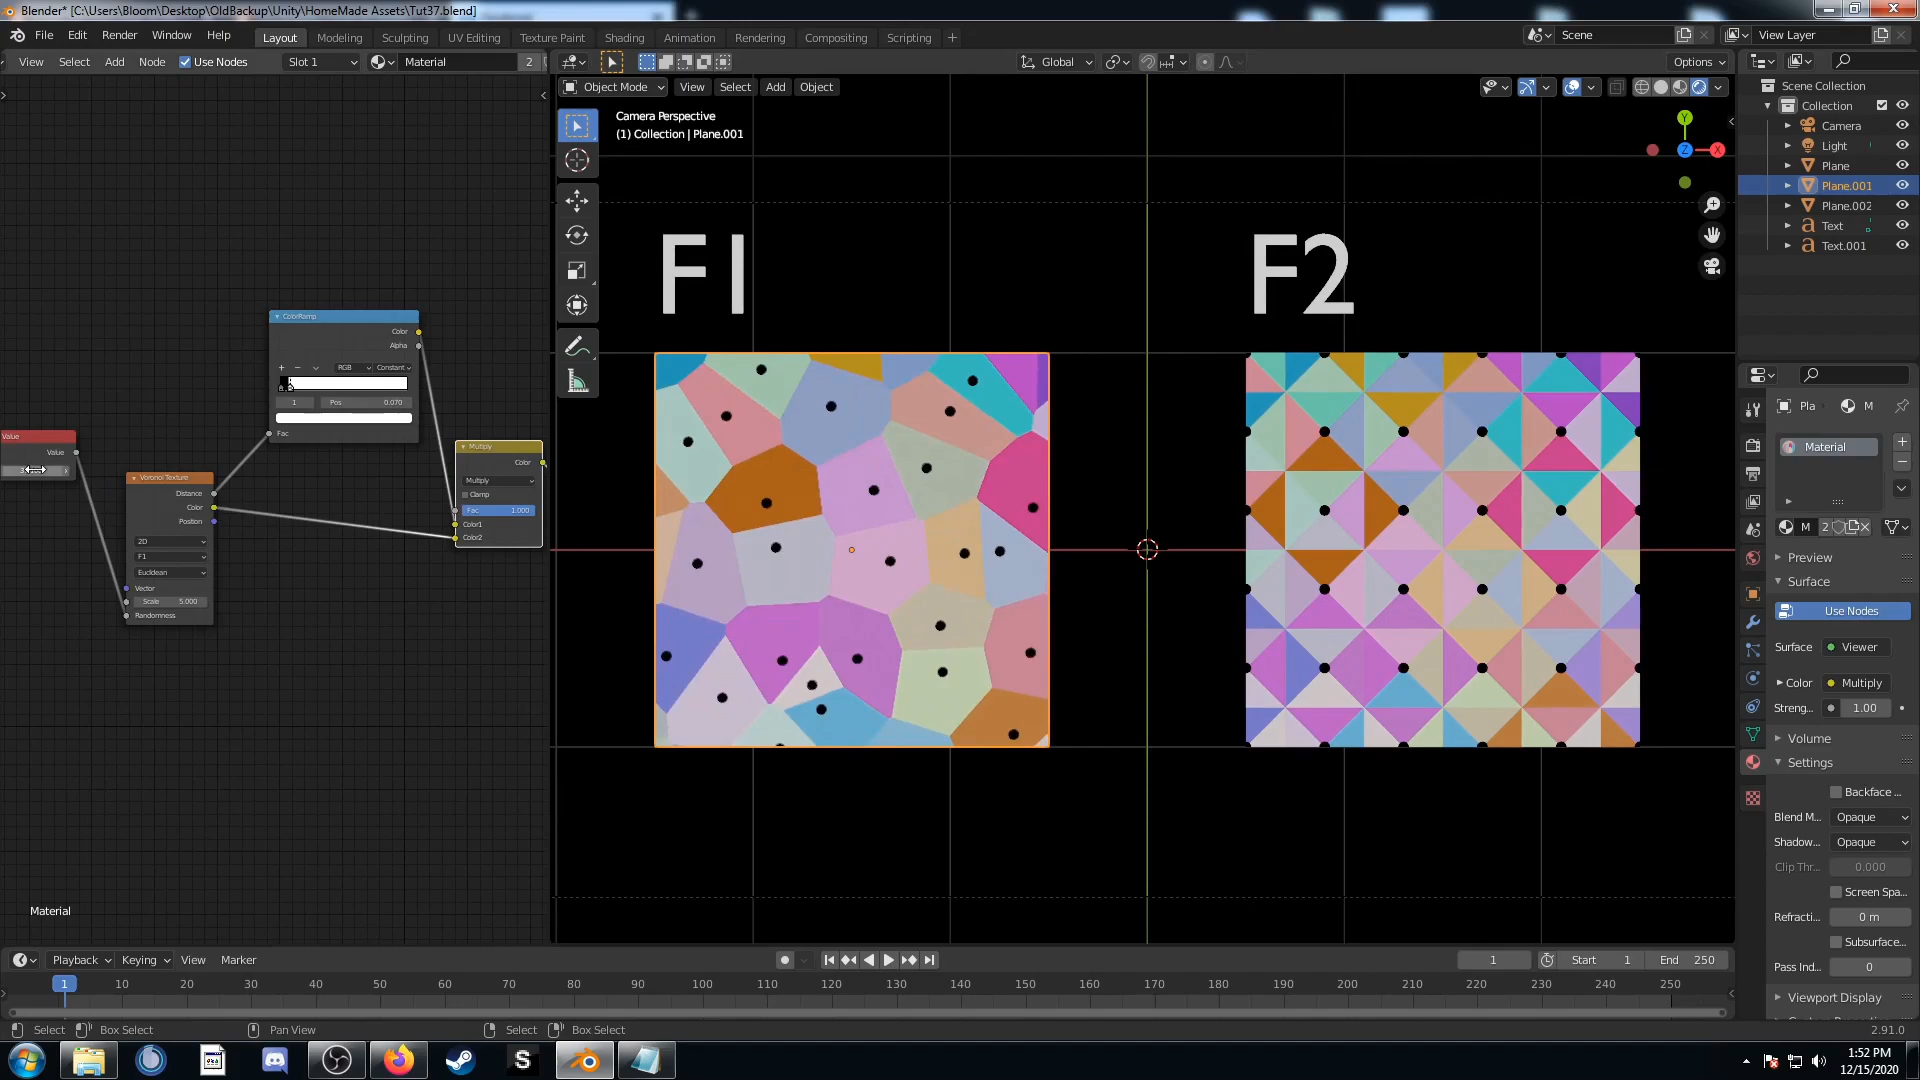 Blender* [C:\Users\Bloom\Desktop\OldBackup\Unity\HomeMade Assets\Tut37.blend]
File Edit Render Window Help Layout Modeling Sculpting UV Editing Texture Paint Shading Animation Rendering Compositing Scripting + Scene View Layer
View Select Add Node Use Nodes Slot 1 Material 2 Global Options
Object Mode View Select Add Object
Camera Perspective
(1) Collection | Plane.001
Y
Z X
F1 F2
Scene Collection
Collection
Camera
Light
Plane
Plane.001
Plane.002
Text
Text.001
ColorRamp
Color
Alpha
RGB Constant
1 Pos 0.070
Fac
Value
Value
Voronoi Texture
Distance
Color
Position
2D
F1
Euclidean
Vector
Scale 5.000
Randomness
Multiply
Color
Multiply
Clamp
Fac 1.000
Color1
Color2
Material
Pla M
Material
M 2
Preview
Surface
Use Nodes
Surface Viewer
Color Multiply
Streng... 1.00
Volume
Settings
Backface ...
Blend M... Opaque
Shadow... Opaque
Clip Thr... 0.000
Screen Spa...
Refracti... 0 m
Subsurface...
Pass Ind... 0
Viewport Display
Playback Keying View Marker 1 Start 1 End 250
1 10 20 30 40 50 60 70 80 90 100 110 120 130 140 150 160 170 180 190 200 210 220 230 240 250
Select Box Select Pan View Select Box Select 2.91.0
S
1:52 PM
12/15/2020